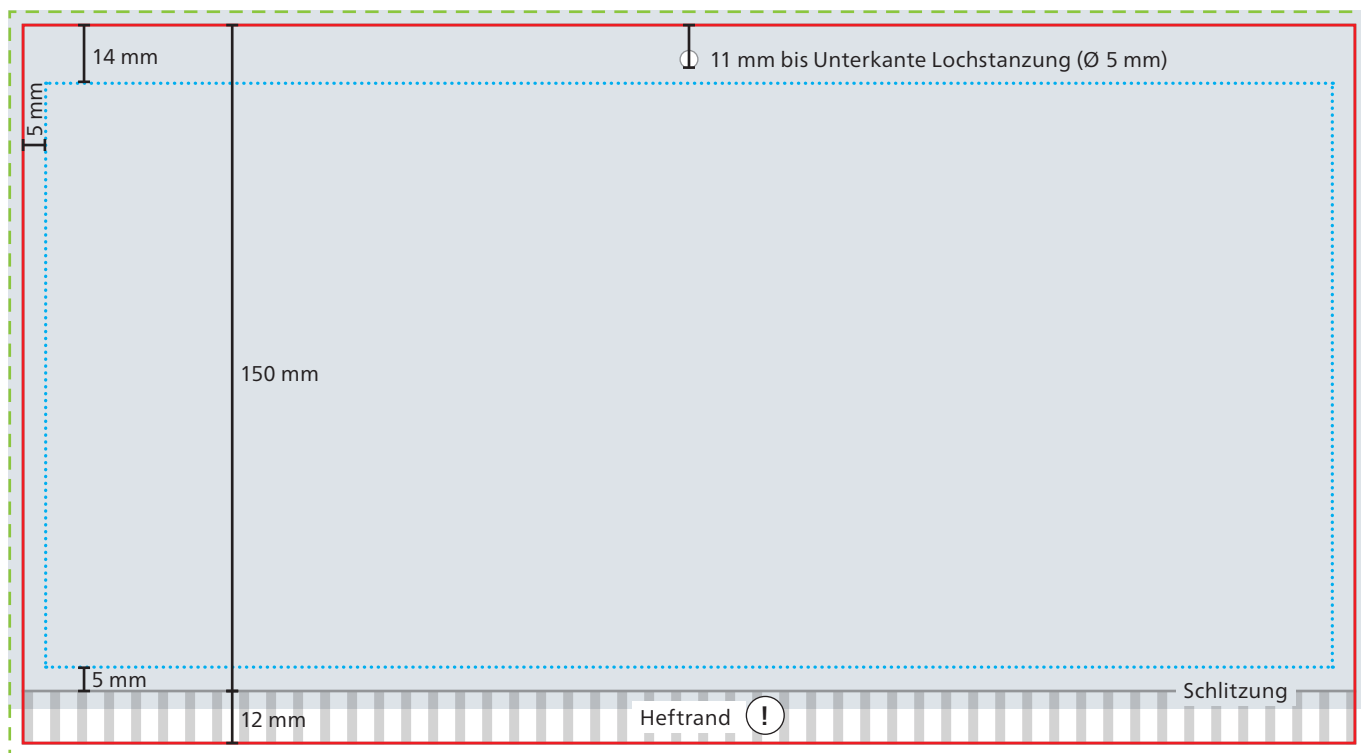 14 mm
11 mm bis Unterkante Lochstanzung (Ø 5 mm)
5 mm
150 mm
5 mm
Schlitzung
12 mm
Heftrand !